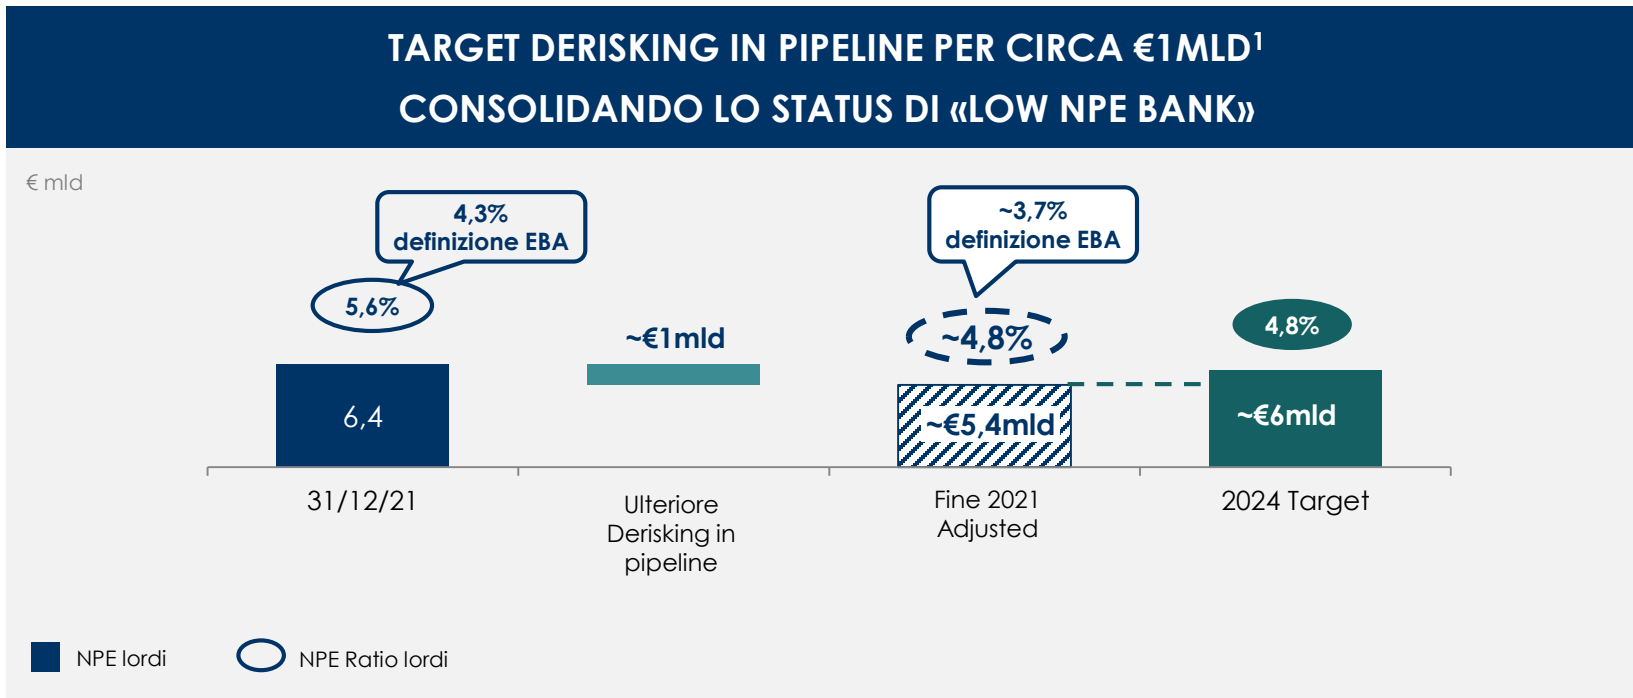 TARGET DERISKING IN PIPELINE PER CIRCA €1MLD¹
CONSOLIDANDO LO STATUS DI «LOW NPE BANK»
€ mld
4,3%
definizione EBA
~3,7%
definizione EBA
5,6%
~€1mld
~4,8%
4,8%
6,4
~€5,4mld
~€6mld
31/12/21
Ulteriore
Derisking in
pipeline
Fine 2021
Adjusted
2024 Target
NPE lordi
NPE Ratio lordi